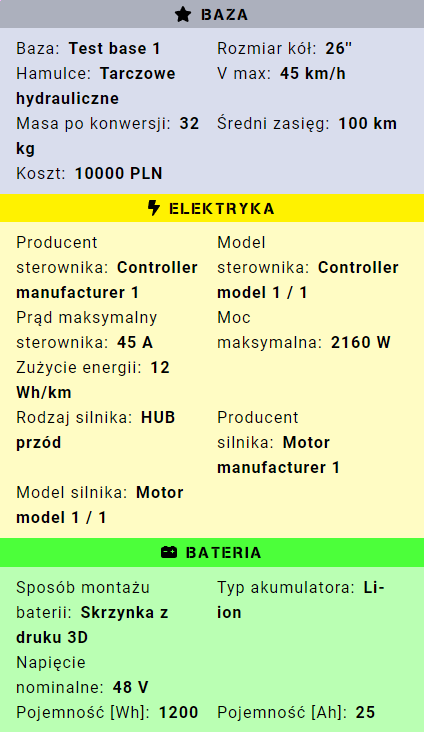 BAZA
Baza: Test base 1
Rozmiar kół: 26"
Hamulce: Tarczowe
hydrauliczne
V max: 45 km/h
Masa po konwersji: 32
kg
Średni zasięg: 100 km
Koszt: 10000 PLN
ELEKTRYKA
Producent
sterownika: Controller
manufacturer 1
Model
sterownika: Controller
model 1 / 1
Prąd maksymalny
sterownika: 45 A
Moc
maksymalna: 2160 W
Zużycie energii: 12
Wh/km
Rodzaj silnika: HUB
przód
Producent
silnika: Motor
manufacturer 1
Model silnika: Motor
model 1 / 1
BATERIA
Sposób montażu
baterii: Skrzynka z
druku 3D
Typ akumulatora: Li-
ion
Napięcie
nominalne: 48 V
Pojemność [Wh]: 1200
Pojemność [Ah]: 25